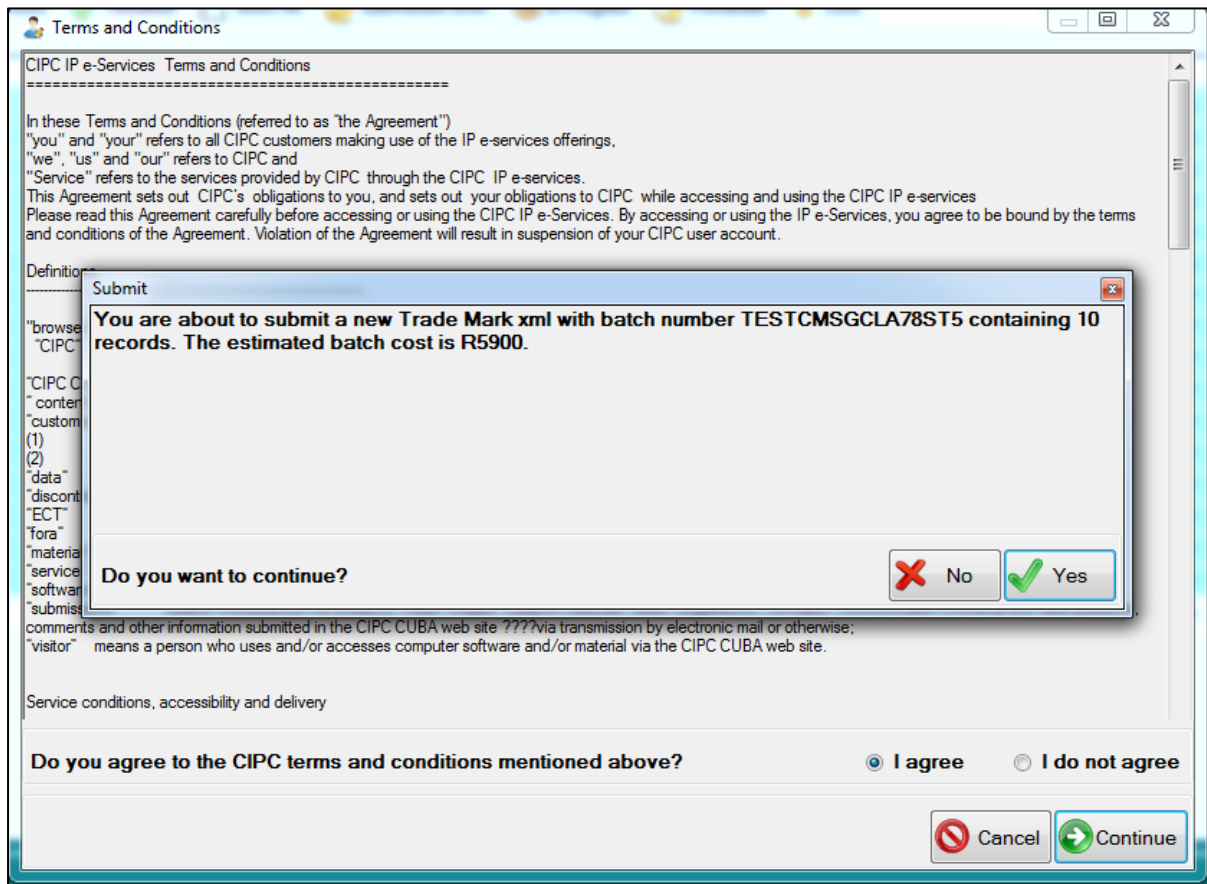 Terms and Conditions
CIPC IP e-Services Terms and Conditions
=================================================
In these Terms and Conditions (referred to as "the Agreement")
"you" and "your" refers to all CIPC customers making use of the IP e-services offerings,
"we", "us" and "our" refers to CIPC and
"Service" refers to the services provided by CIPC through the CIPC IP e-services.
This Agreement sets out CIPC's obligations to you, and sets out your obligations to CIPC while accessing and using the CIPC IP e-services
Please read this Agreement carefully before accessing or using the CIPC IP e-Services. By accessing or using the IP e-Services, you agree to be bound by the terms
and conditions of the Agreement. Violation of the Agreement will result in suspension of your CIPC user account.
Submit
You are about to submit a new Trade Mark xml with batch number TESTCMSGCLA78ST5 containing 10
records. The estimated batch cost is R5900.
"CIPC"
"CIPC C
(1)
(2)
"data"
"ECT"
"fora"
Do you want to continue?
No
Yes
comments and other information submitted in the CIPC CUBA web site ????via transmission by electronic mail or otherwise;
"visitor" means a person who uses and/or accesses computer software and/or material via the CIPC CUBA web site.
Service conditions, accessibility and delivery
Do you agree to the CIPC terms and conditions mentioned above?
I agree
I do not agree
Cancel
Continue